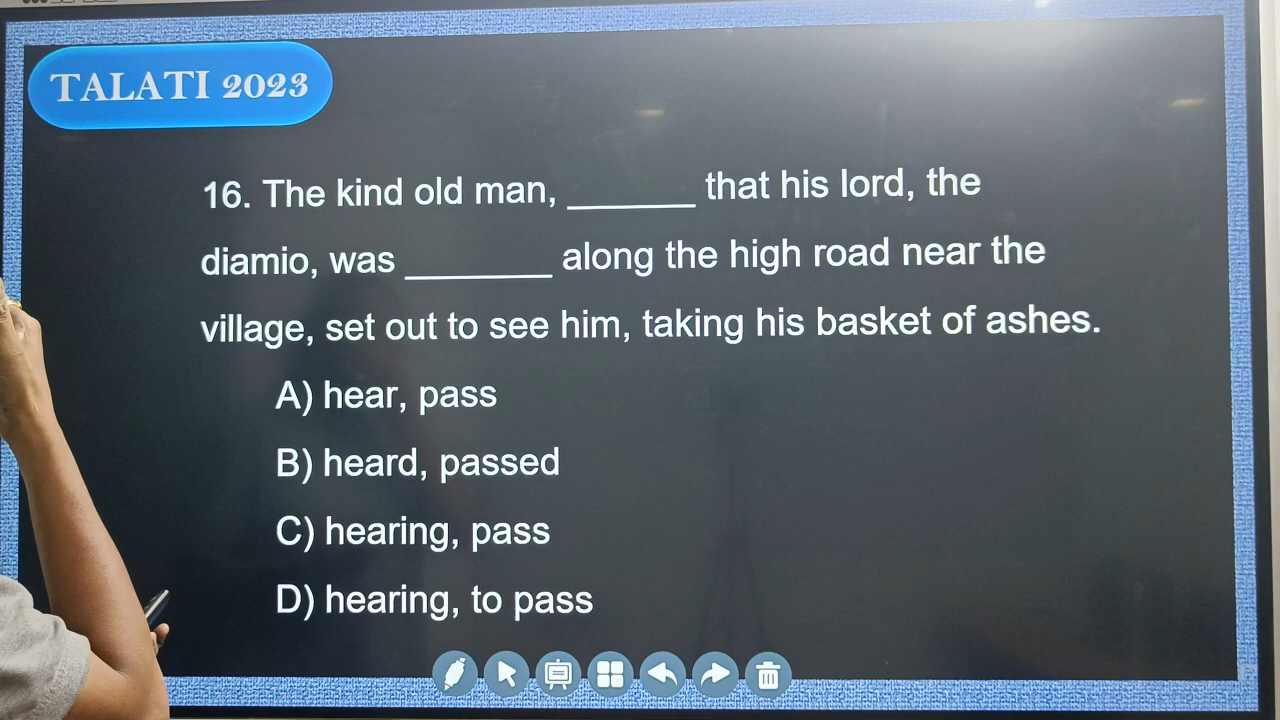 TALATI 2023
16. The kind old man, _______ that his lord, the
diamio, was ________ along the high road near the
village, set out to see him, taking his basket of ashes.
A) hear, pass
B) heard, passed
C) hearing, pass
D) hearing, to pass